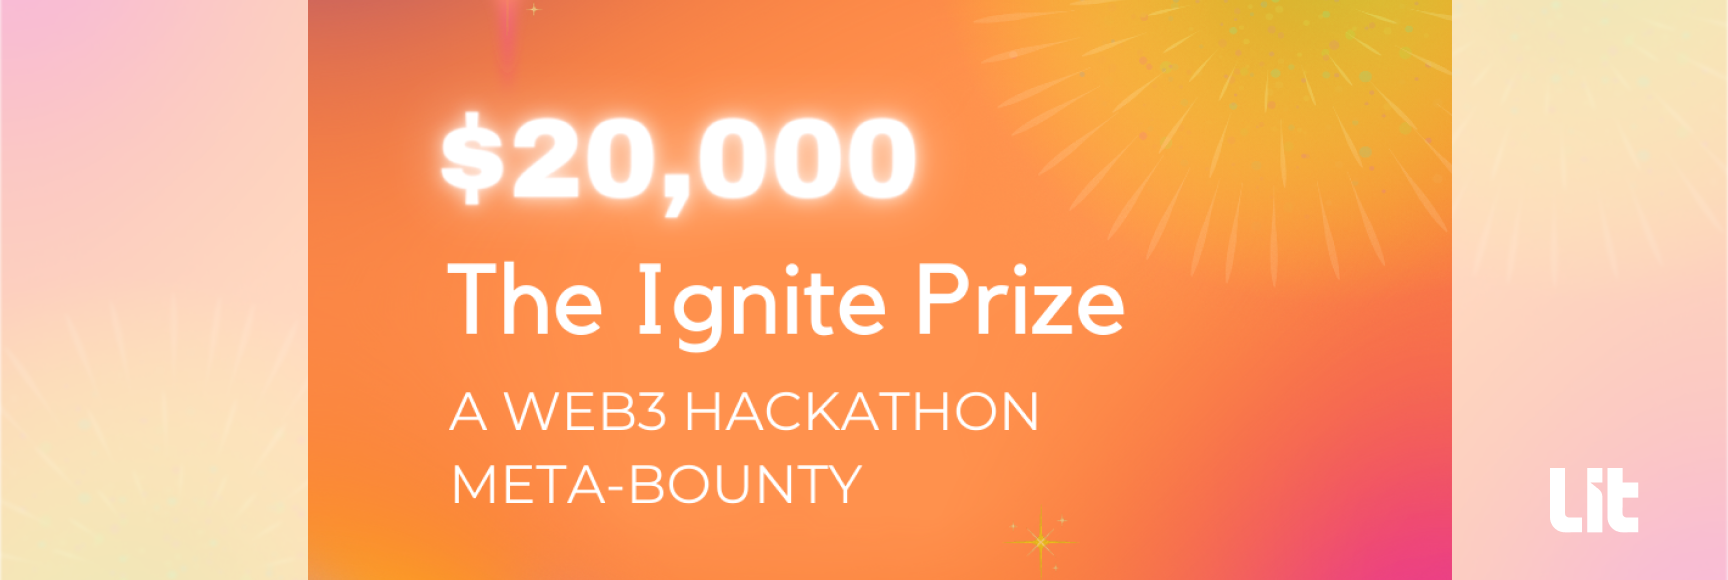 $20,000
The Ignite Prize
A WEB3 HACKATHON
META-BOUNTY
Lit